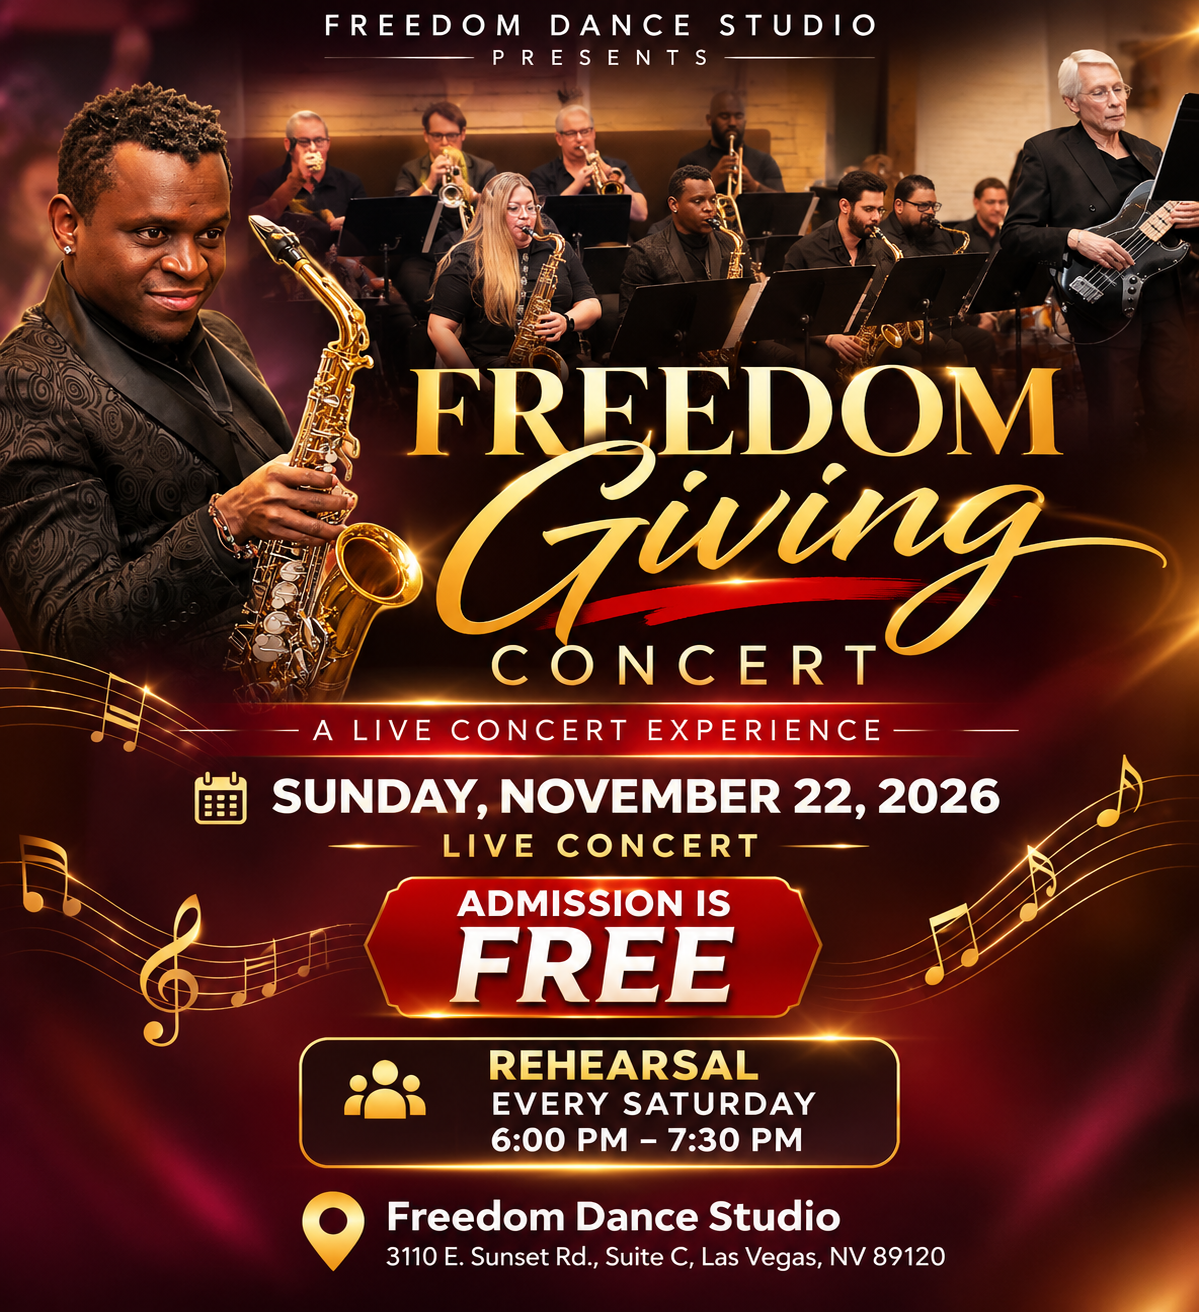 FREEDOM DANCE STUDIO
PRESENTS
FREEDOM
Giving
CONCERT
A LIVE CONCERT EXPERIENCE
SUNDAY, NOVEMBER 22, 2026
LIVE CONCERT
ADMISSION IS
FREE
REHEARSAL
EVERY SATURDAY
6:00 PM – 7:30 PM
Freedom Dance Studio
3110 E. Sunset Rd., Suite C, Las Vegas, NV 89120